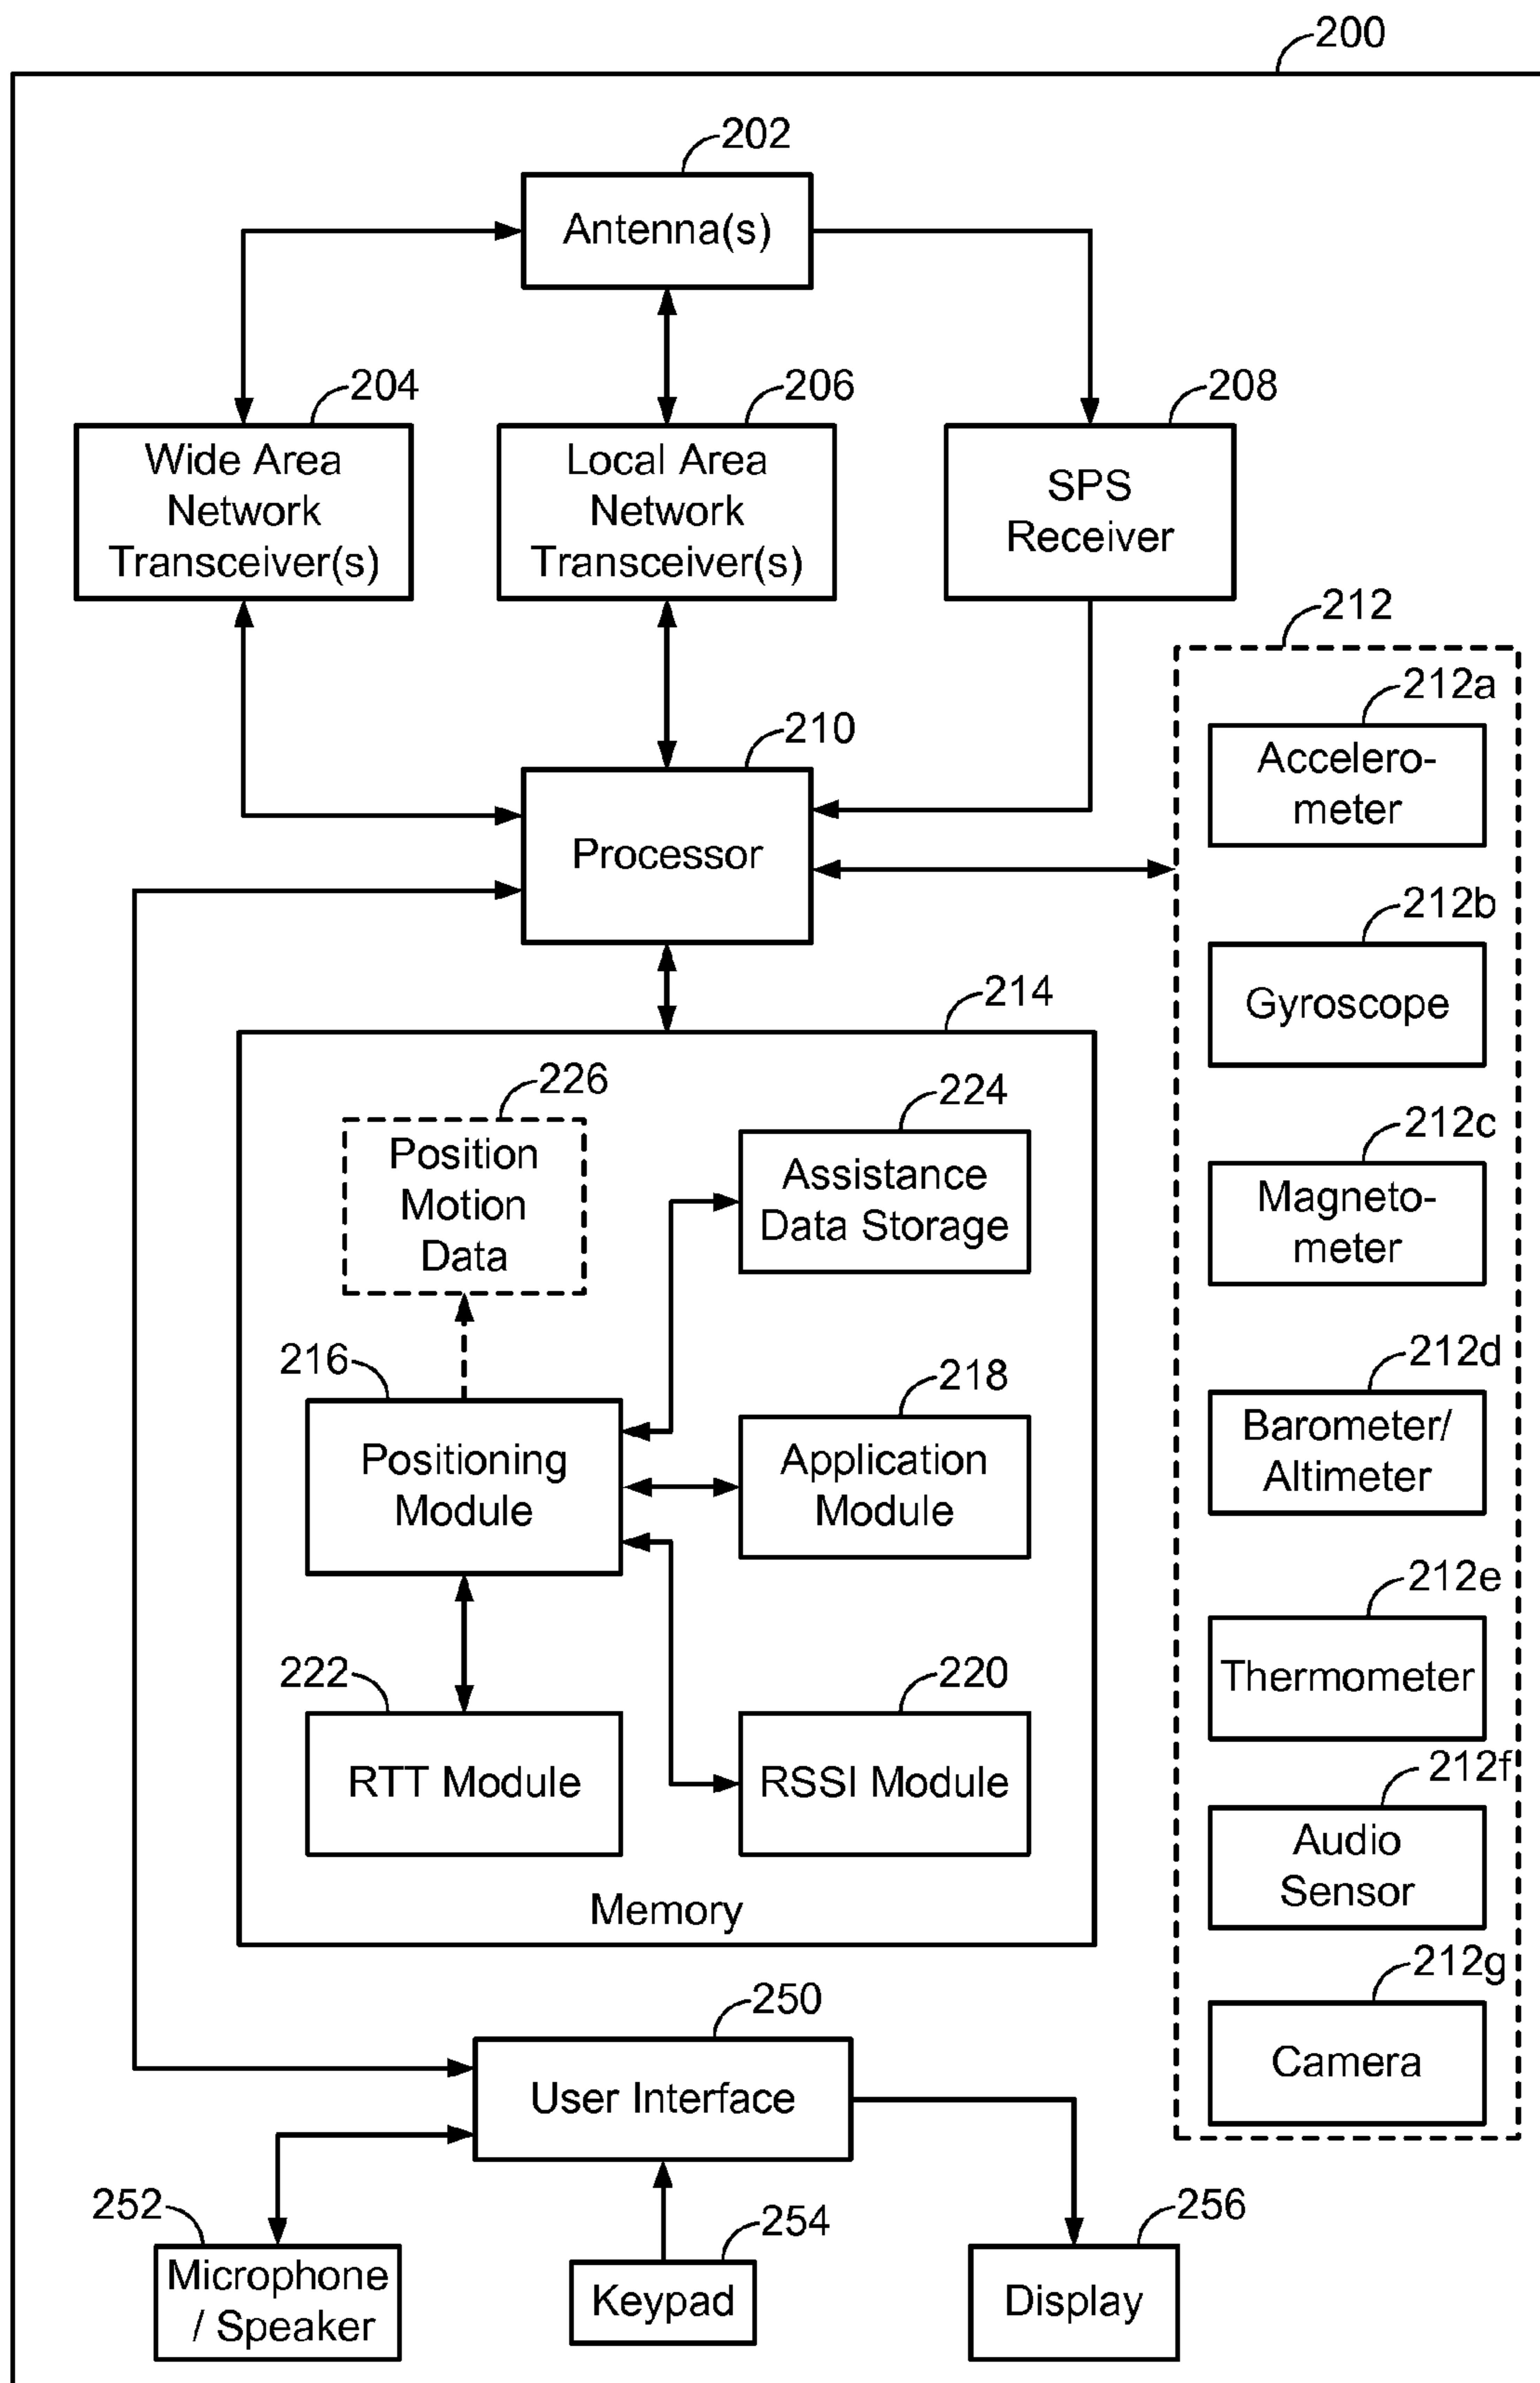 200
202
Antenna(s)
204
206
208
Wide Area
Network
Transceiver(s)
Local Area
Network
Transceiver(s)
SPS
Receiver
212
212a
Accelero-
meter
210
Processor
212b
Gyroscope
214
226
Position
Motion
Data
224
Assistance
Data Storage
212c
Magneto-
meter
216
Positioning
Module
218
Application
Module
212d
Barometer/
Altimeter
212e
Thermometer
222
RTT Module
220
RSSI Module
212f
Audio
Sensor
Memory
212g
Camera
250
User Interface
252
Microphone
/ Speaker
254
Keypad
256
Display